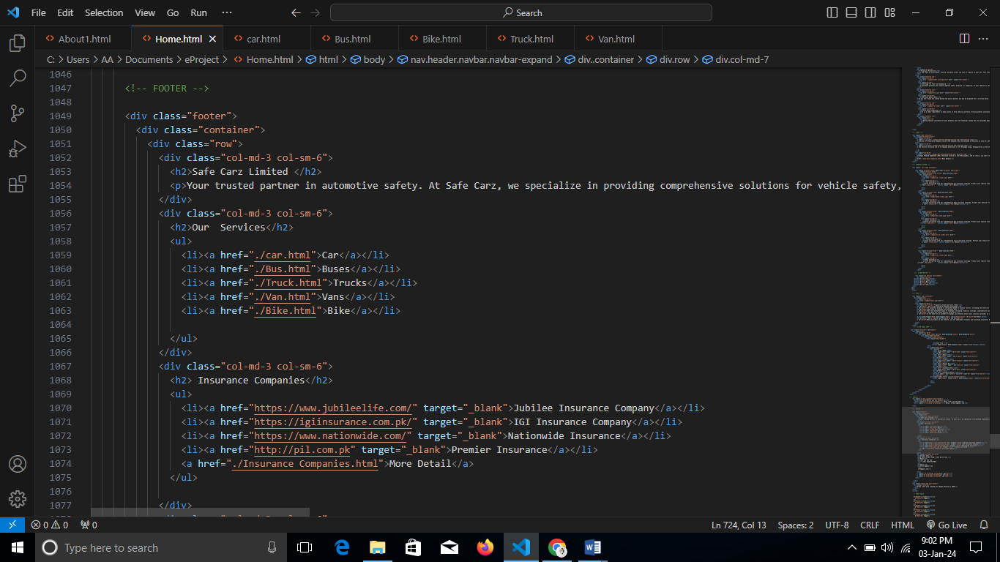 File Edit Selection View Go Run ··· Search
About1.html Home.html car.html Bus.html Bike.html Truck.html Van.html
C: > Users > AA > Documents > eProject > Home.html > html > body > nav.header.navbar.navbar-expand > div..container > div.row > div.col-md-7
1046
1047 <!-- FOOTER -->
1048
1049 <div class="footer">
1050 <div class="container">
1051 <div class="row">
1052 <div class="col-md-3 col-sm-6">
1053 <h2>Safe Carz Limited </h2>
1054 <p>Your trusted partner in automotive safety. At Safe Carz, we specialize in providing comprehensive solutions for vehicle safety,
1055 </div>
1056 <div class="col-md-3 col-sm-6">
1057 <h2>Our  Services</h2>
1058 <ul>
1059 <li><a href="./car.html">Car</a></li>
1060 <li><a href="./Bus.html">Buses</a></li>
1061 <li><a href="./Truck.html">Trucks</a></li>
1062 <li><a href="./Van.html">Vans</a></li>
1063 <li><a href="./Bike.html">Bike</a></li>
1064
1065 </ul>
1066 </div>
1067 <div class="col-md-3 col-sm-6">
1068 <h2> Insurance Companies</h2>
1069 <ul>
1070 <li><a href="https://www.jubileelife.com/" target="_blank">Jubilee Insurance Company</a></li>
1071 <li><a href="https://igiinsurance.com.pk/" target="_blank">IGI Insurance Company</a></li>
1072 <li><a href="https://www.nationwide.com/" target="_blank">Nationwide Insurance</a></li>
1073 <li><a href="http://pil.com.pk" target="_blank">Premier Insurance</a></li>
1074 <a href="./Insurance Companies.html">More Detail</a>
1075 </ul>
1076
1077 </div>
0 0 0 Ln 724, Col 13 Spaces: 2 UTF-8 CRLF HTML Go Live
Type here to search 9:02 PM
03-Jan-24